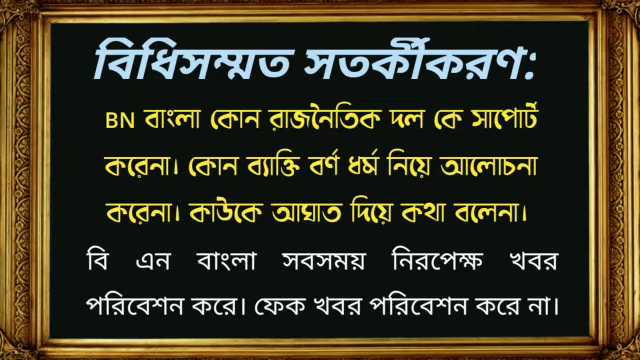 বিধিসম্মত সতর্কীকরণ:
BN বাংলা কোন রাজনৈতিক দল কে সাপোর্ট
করেনা। কোন ব্যাক্তি বর্ণ ধর্ম নিয়ে আলোচনা
করেনা। কাউকে আঘাত দিয়ে কথা বলেনা।
বি এন বাংলা সবসময় নিরপেক্ষ খবর
পরিবেশন করে। ফেক খবর পরিবেশন করে না।